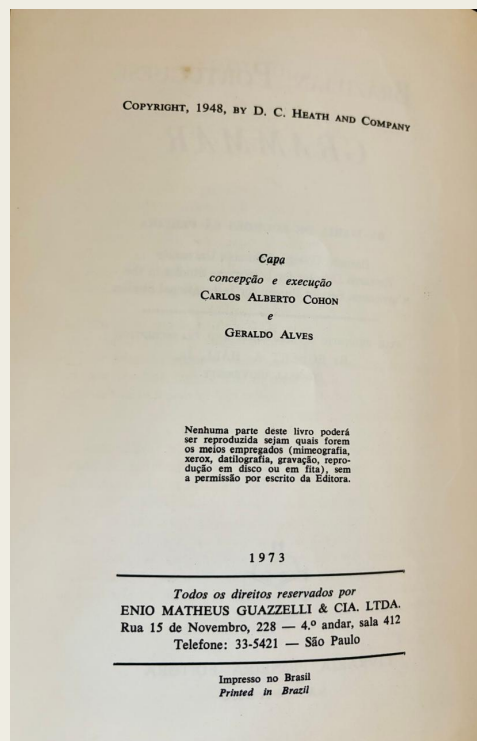 COPYRIGHT, 1948, BY D. C. HEATH AND COMPANY
Capa
concepção e execução
CARLOS ALBERTO COHON
e
GERALDO ALVES
Nenhuma parte deste livro poderá
ser reproduzida sejam quais forem
os meios empregados (mimeografia,
xerox, datilografia, gravação, repro-
dução em disco ou em fita), sem
a permissão por escrito da Editora.
1973
Todos os direitos reservados por
ENIO MATHEUS GUAZZELLI & CIA. LTDA.
Rua 15 de Novembro, 228 — 4.º andar, sala 412
Telefone: 33-5421 — São Paulo
Impresso no Brasil
Printed in Brazil